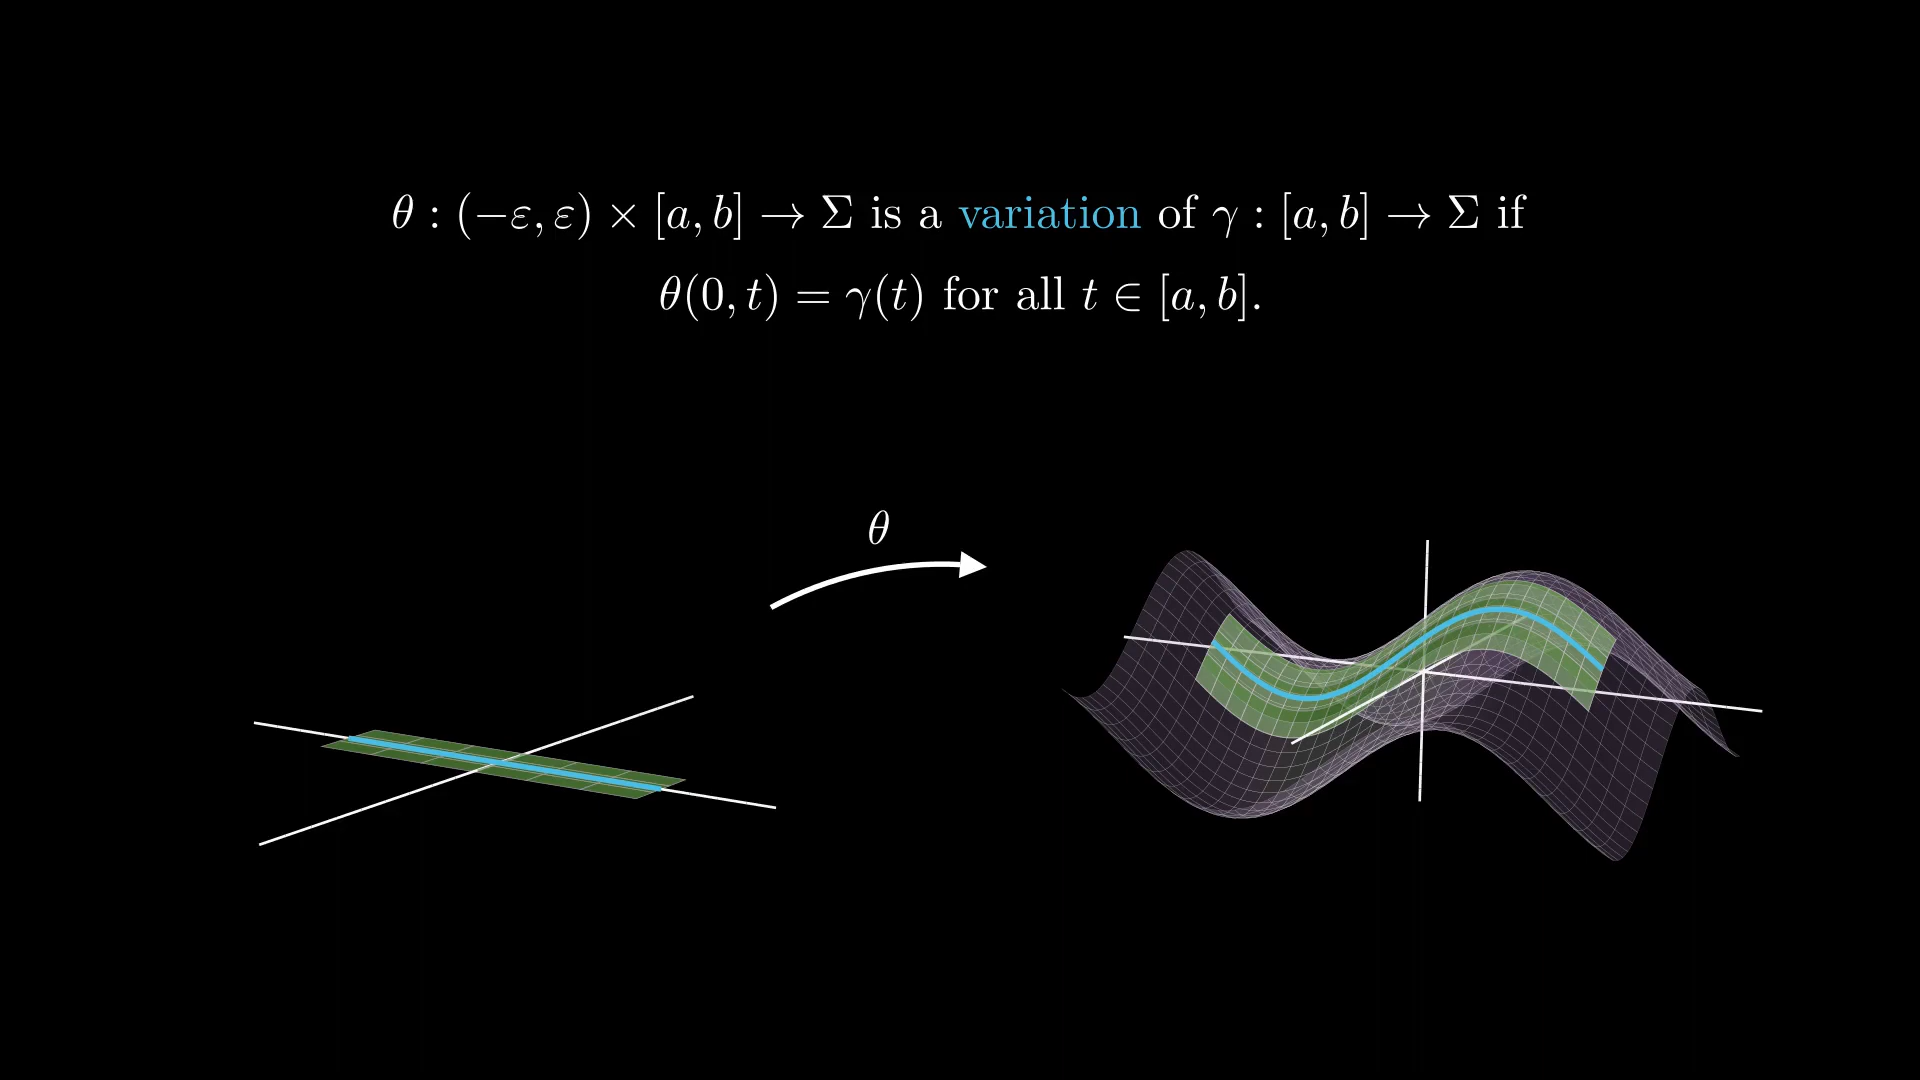 θ : (−ε, ε) × [a, b] → Σ is a variation of γ : [a, b] → Σ if
θ(0, t) = γ(t) for all t ∈ [a, b].
θ